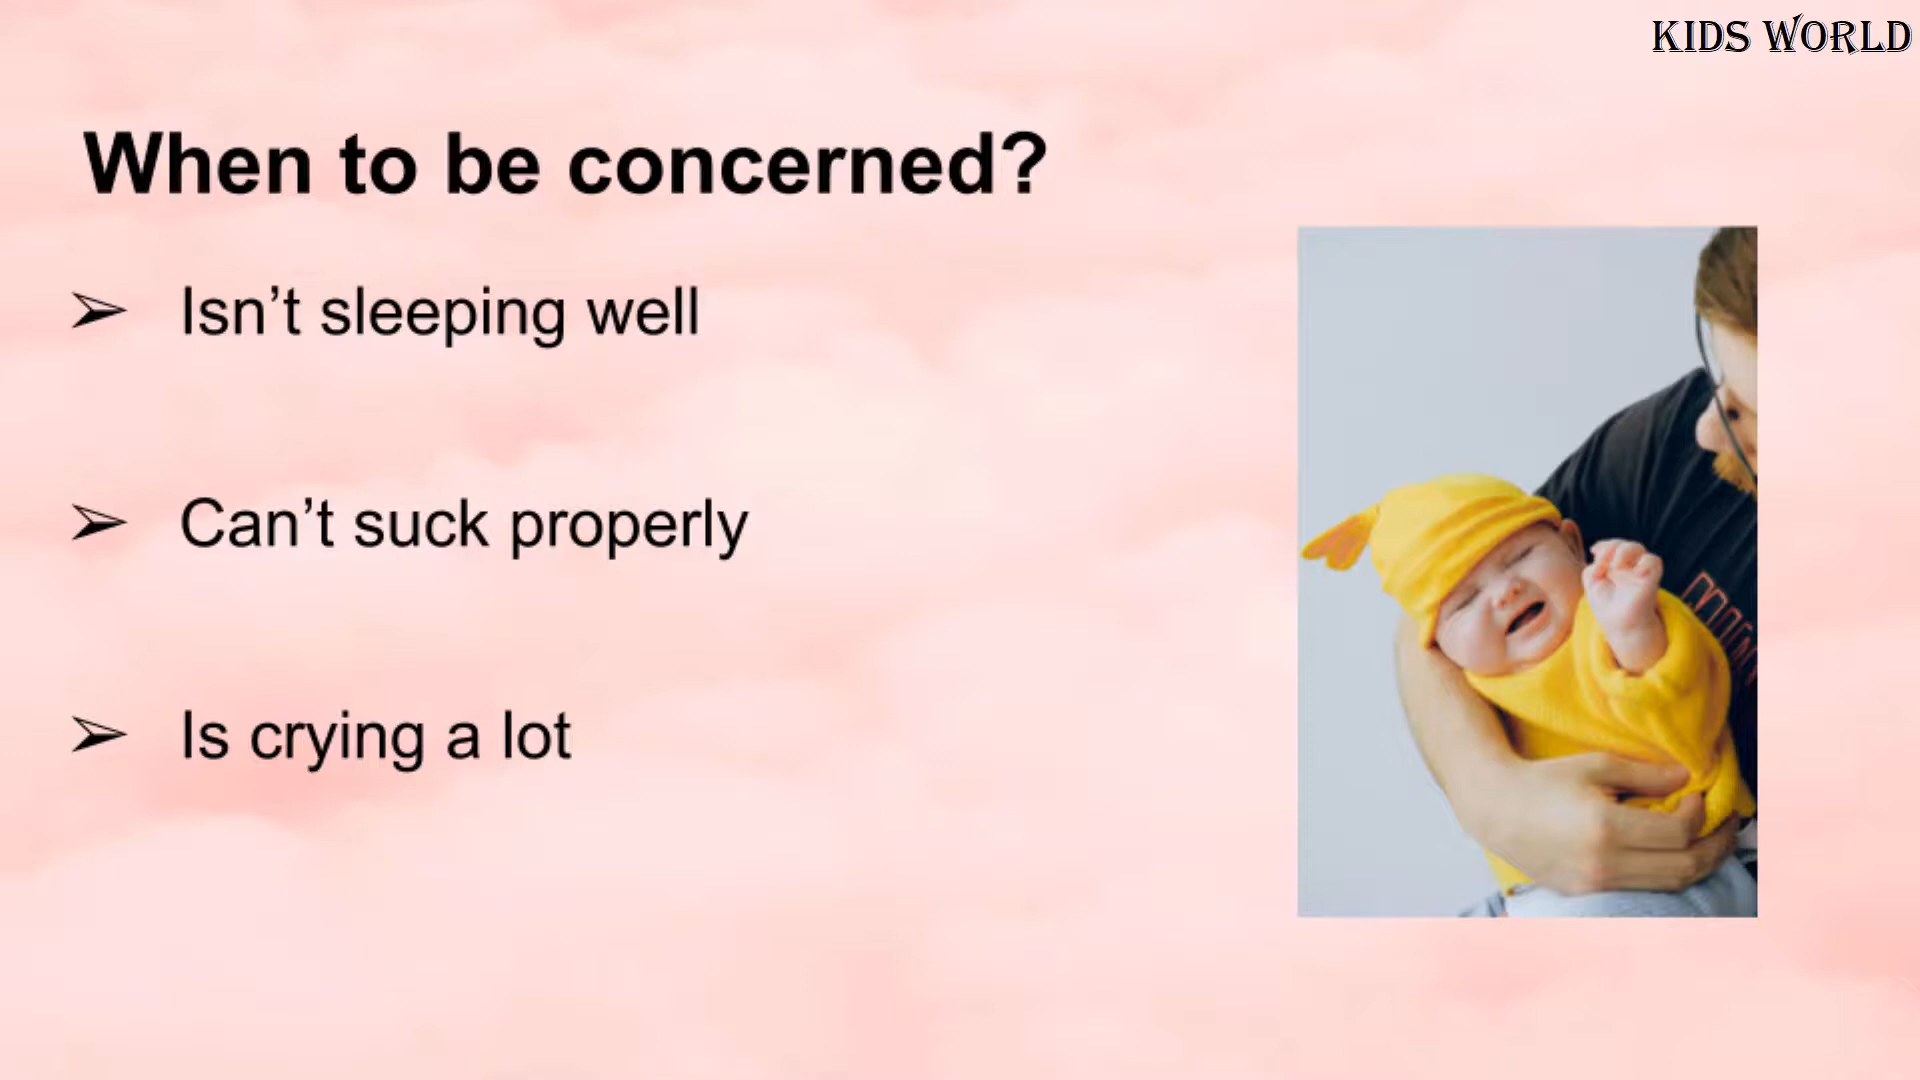 KIDS WORLD
When to be concerned?
➢ Isn’t sleeping well
➢ Can’t suck properly
➢ Is crying a lot